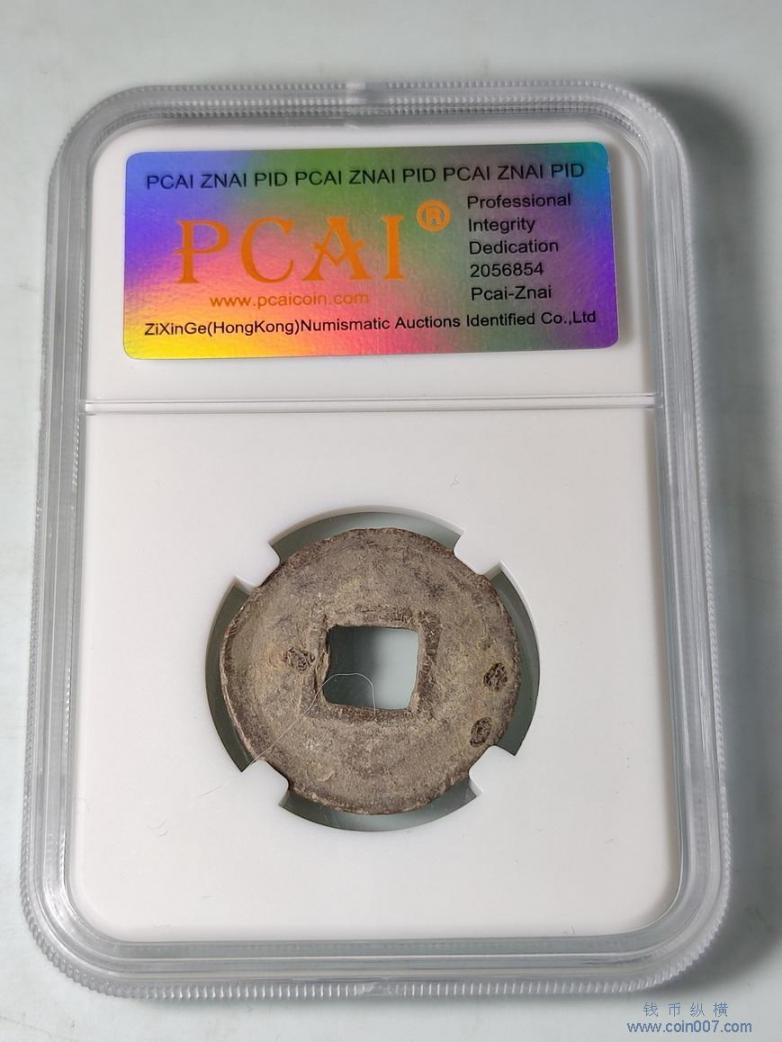 PCAI ZNAI PID PCAI ZNAI PID PCAI ZNAI PID
PCAI®
www.pcaicoin.com
Professional
Integrity
Dedication
2056854
Pcai-Znai
ZiXinGe(HongKong)Numismatic Auctions Identified Co.,Ltd
钱币纵横
www.coin007.com